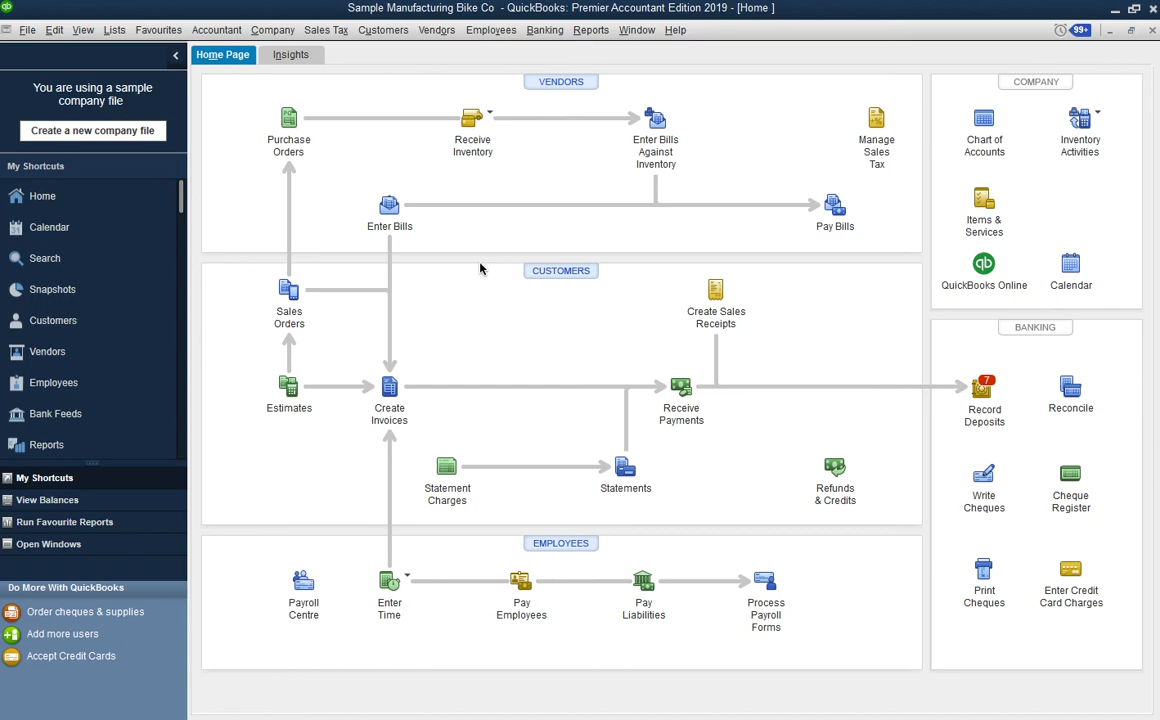 qb
Sample Manufacturing Bike Co - QuickBooks: Premier Accountant Edition 2019 - [Home ]
File Edit View Lists Favourites Accountant Company Sales Tax Customers Vendors Employees Banking Reports Window Help
99+
Home Page Insights
You are using a sample
company file
Create a new company file
My Shortcuts
Home
Calendar
Search
Snapshots
Customers
Vendors
Employees
Bank Feeds
Reports
My Shortcuts
View Balances
Run Favourite Reports
Open Windows
Do More With QuickBooks
Order cheques & supplies
Add more users
Accept Credit Cards
VENDORS
Purchase
Orders
Receive
Inventory
Enter Bills
Against
Inventory
Manage
Sales
Tax
Enter Bills
Pay Bills
CUSTOMERS
Sales
Orders
Create Sales
Receipts
Estimates
Create
Invoices
Receive
Payments
Statement
Charges
Statements
Refunds
& Credits
EMPLOYEES
Payroll
Centre
Enter
Time
Pay
Employees
Pay
Liabilities
Process
Payroll
Forms
COMPANY
Chart of
Accounts
Inventory
Activities
Items &
Services
qb
QuickBooks Online
Calendar
BANKING
7
Record
Deposits
Reconcile
Write
Cheques
Cheque
Register
Print
Cheques
Enter Credit
Card Charges